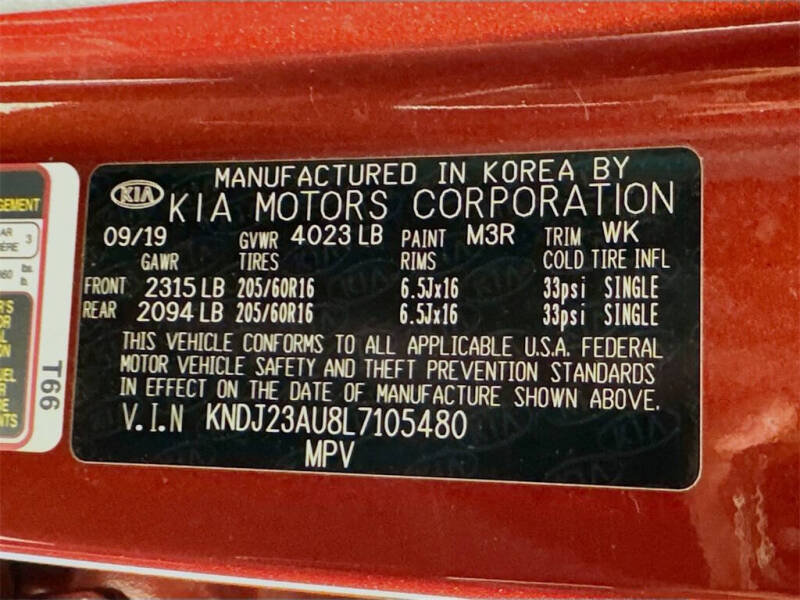 MANUFACTURED IN KOREA BY
KIA KIA MOTORS CORPORATION
09/19 GVWR 4023 LB PAINT M3R TRIM WK
GAWR TIRES RIMS COLD TIRE INFL
FRONT 2315 LB 205/60R16 6.5Jx16 33psi SINGLE
REAR 2094 LB 205/60R16 6.5Jx16 33psi SINGLE
THIS VEHICLE CONFORMS TO ALL APPLICABLE U.S.A. FEDERAL
MOTOR VEHICLE SAFETY AND THEFT PREVENTION STANDARDS
IN EFFECT ON THE DATE OF MANUFACTURE SHOWN ABOVE.
V.I.N KNDJ23AU8L7105480
MPV
T66